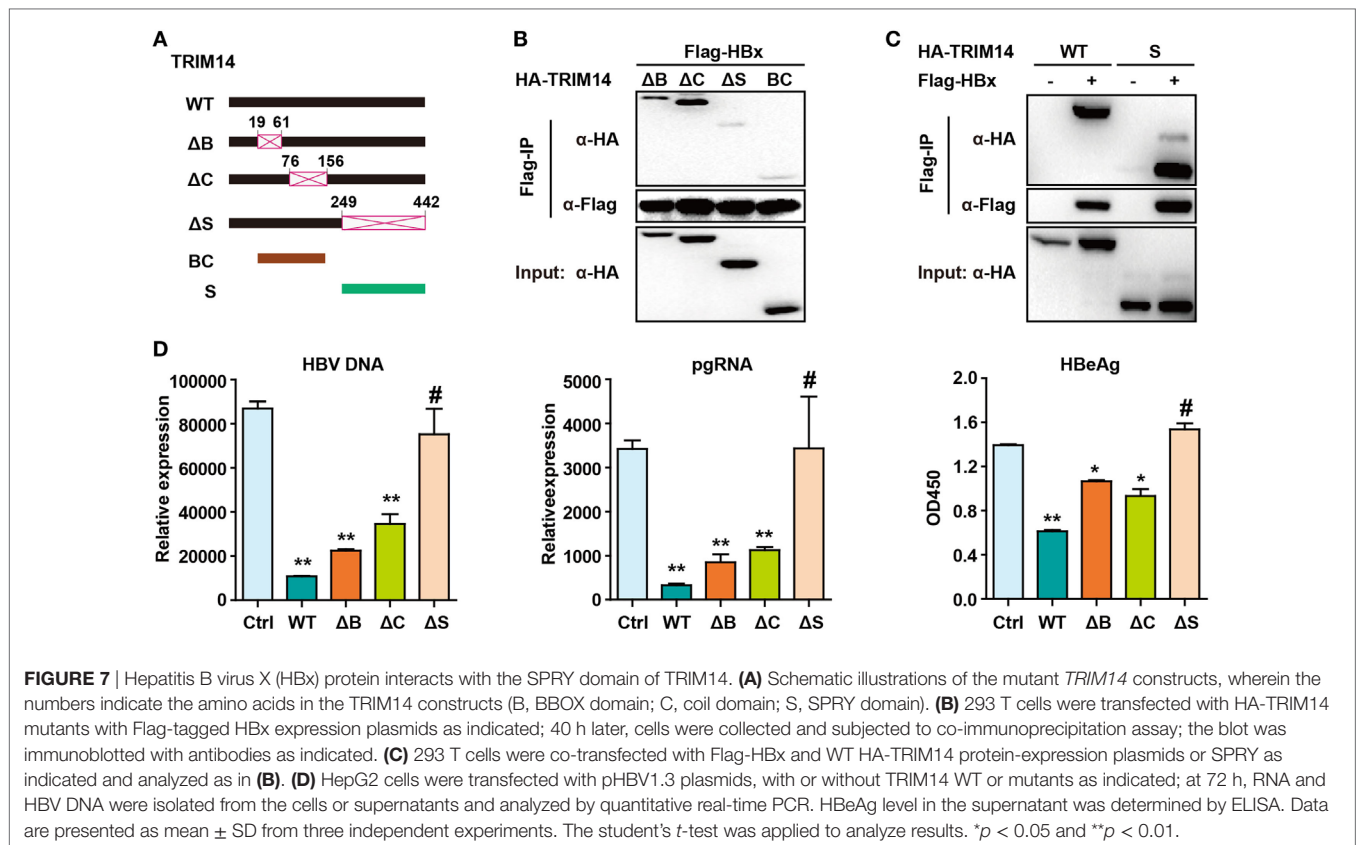 A
TRIM14
WT
19 61
ΔB
76 156
ΔC
249 442
ΔS
BC
S
B
Flag-HBx
HA-TRIM14 ΔB ΔC ΔS BC
Flag-IP
α-HA
α-Flag
Input: α-HA
C
HA-TRIM14 WT S
Flag-HBx - + - +
Flag-IP
α-HA
α-Flag
Input: α-HA
D
HBV DNA
Relative expression
100000
80000
60000
40000
20000
0
** ** ** #
Ctrl WT ΔB ΔC ΔS
pgRNA
Relativeexpression
5000
4000
3000
2000
1000
0
** ** ** #
Ctrl WT ΔB ΔC ΔS
HBeAg
OD450
2.0
1.6
1.2
0.8
0.4
0.0
** * * #
Ctrl WT ΔB ΔC ΔS
FIGURE 7 | Hepatitis B virus X (HBx) protein interacts with the SPRY domain of TRIM14. (A) Schematic illustrations of the mutant TRIM14 constructs, wherein the
numbers indicate the amino acids in the TRIM14 constructs (B, BBOX domain; C, coil domain; S, SPRY domain). (B) 293 T cells were transfected with HA-TRIM14
mutants with Flag-tagged HBx expression plasmids as indicated; 40 h later, cells were collected and subjected to co-immunoprecipitation assay; the blot was
immunoblotted with antibodies as indicated. (C) 293 T cells were co-transfected with Flag-HBx and WT HA-TRIM14 protein-expression plasmids or SPRY as
indicated and analyzed as in (B). (D) HepG2 cells were transfected with pHBV1.3 plasmids, with or without TRIM14 WT or mutants as indicated; at 72 h, RNA and
HBV DNA were isolated from the cells or supernatants and analyzed by quantitative real-time PCR. HBeAg level in the supernatant was determined by ELISA. Data
are presented as mean ± SD from three independent experiments. The student's t-test was applied to analyze results. *p < 0.05 and **p < 0.01.